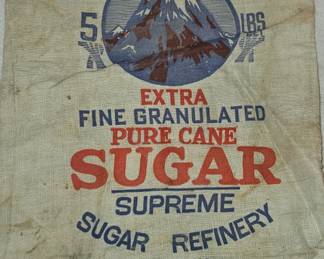 5 LBS
EXTRA
FINE GRANULATED
PURE CANE
SUGAR
SUPREME
SUGAR REFINERY